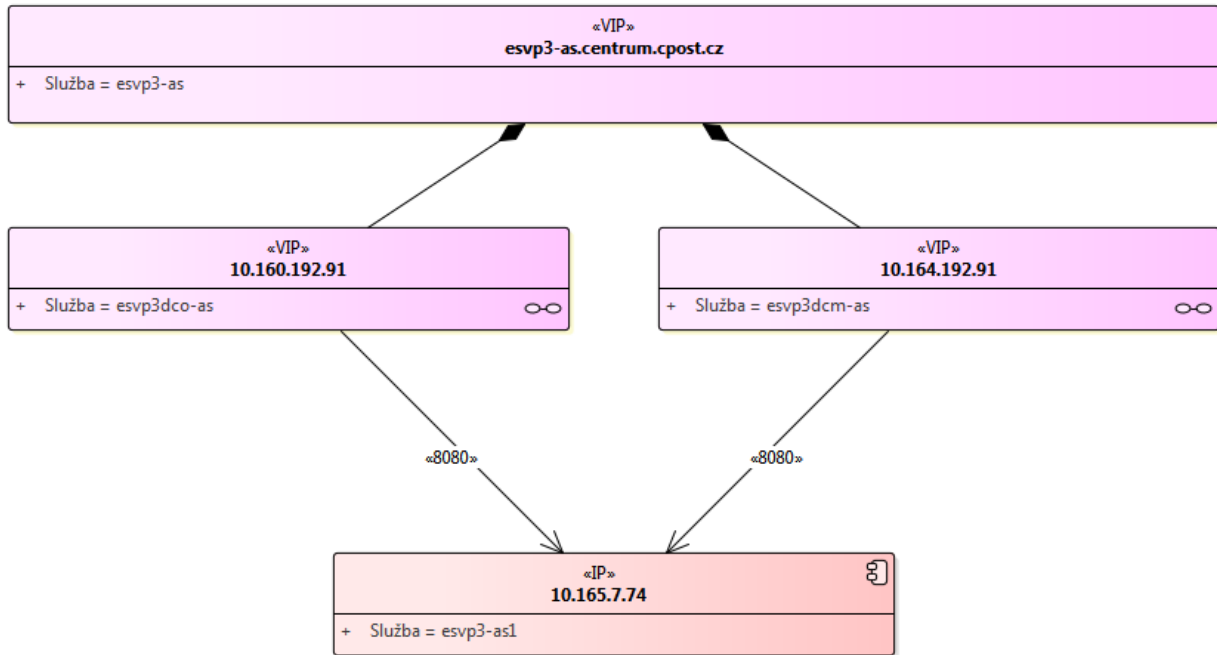 «VIP»
esvp3-as.centrum.cpost.cz
+ Služba = esvp3-as
«VIP»
10.160.192.91
+ Služba = esvp3dco-as
«VIP»
10.164.192.91
+ Služba = esvp3dcm-as
«8080»
«8080»
«IP»
10.165.7.74
+ Služba = esvp3-as1